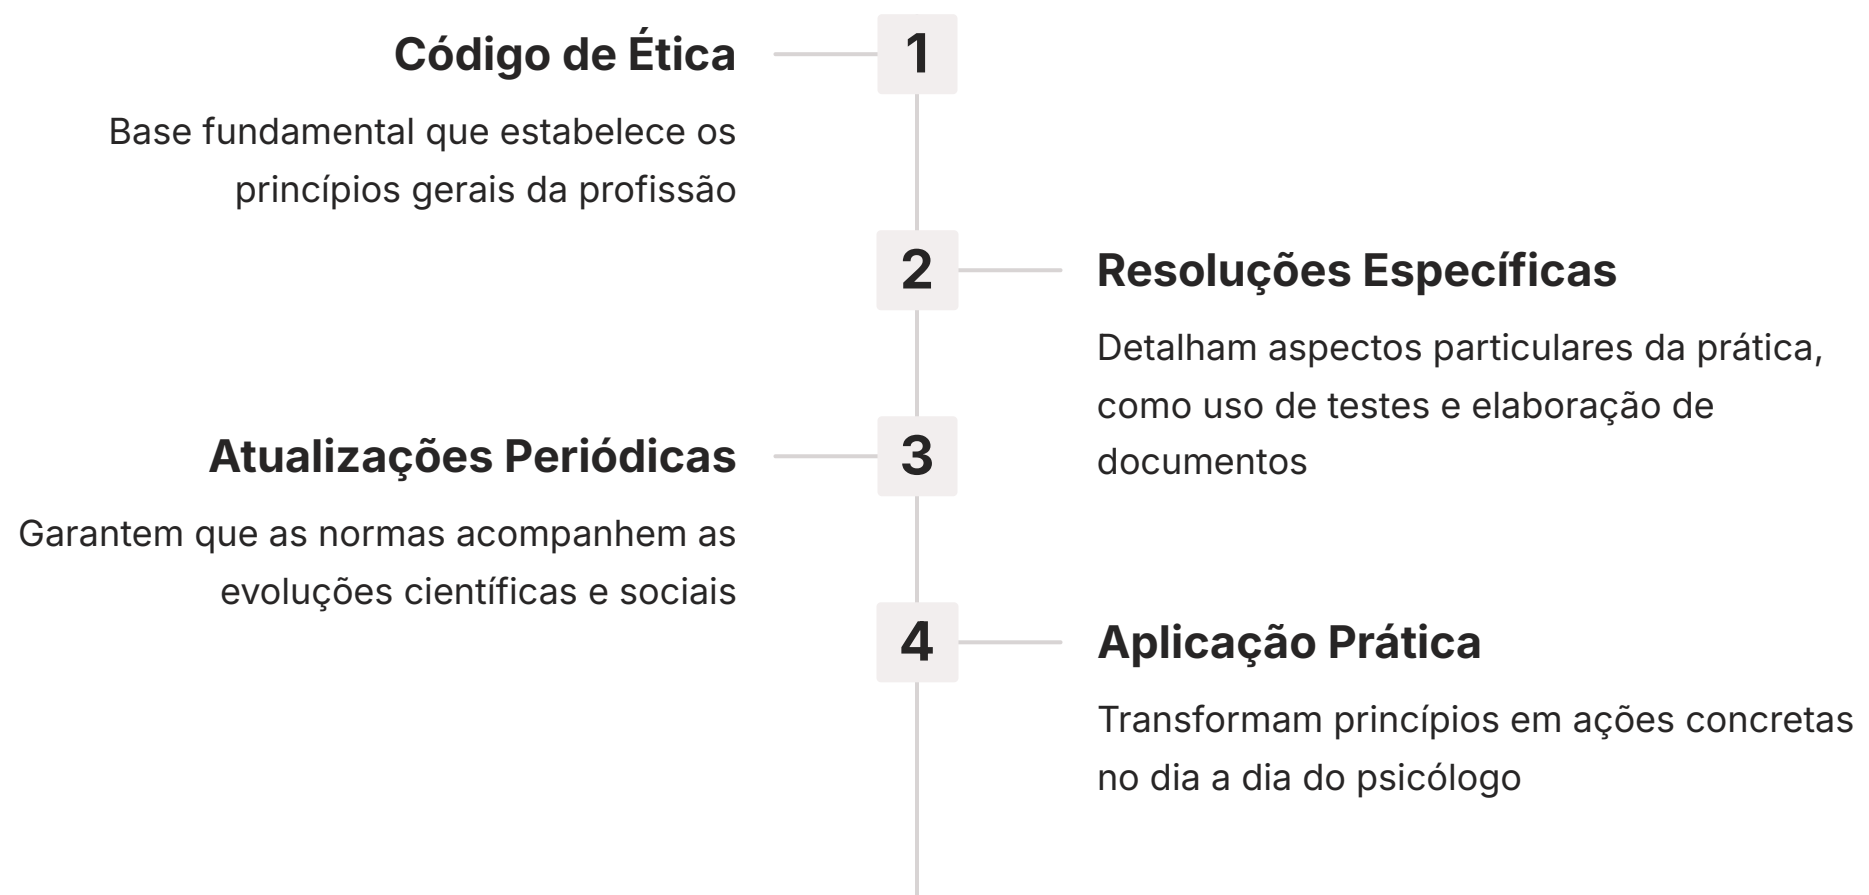 1
Código de Ética
Base fundamental que estabelece os
princípios gerais da profissão
2
Resoluções Específicas
Detalham aspectos particulares da prática,
como uso de testes e elaboração de
documentos
3
Atualizações Periódicas
Garantem que as normas acompanhem as
evoluções científicas e sociais
4
Aplicação Prática
Transformam princípios em ações concretas
no dia a dia do psicólogo